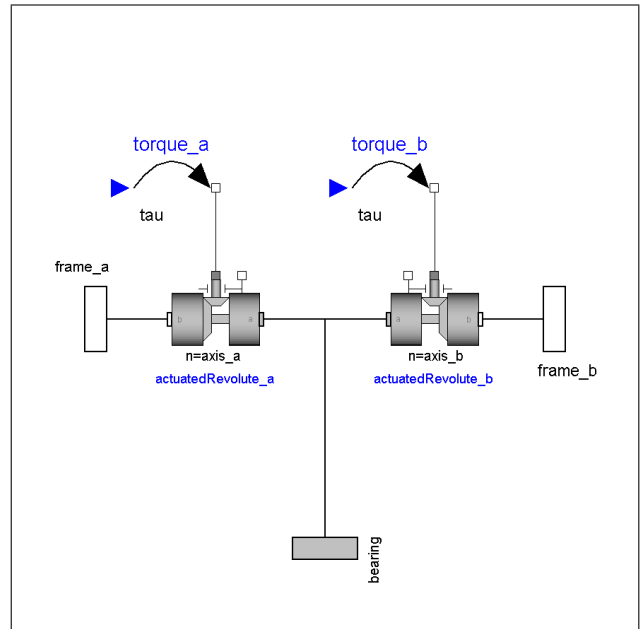 torque_a
torque_b
tau
tau
frame_a
b
a
a
b
n=axis_a
n=axis_b
actuatedRevolute_a
actuatedRevolute_b
frame_b
bearing